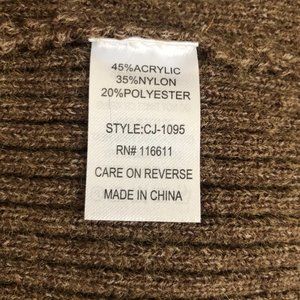 45%ACRYLIC
35%NYLON
20%POLYESTER
STYLE:CJ-1095
RN# 116611
CARE ON REVERSE
MADE IN CHINA